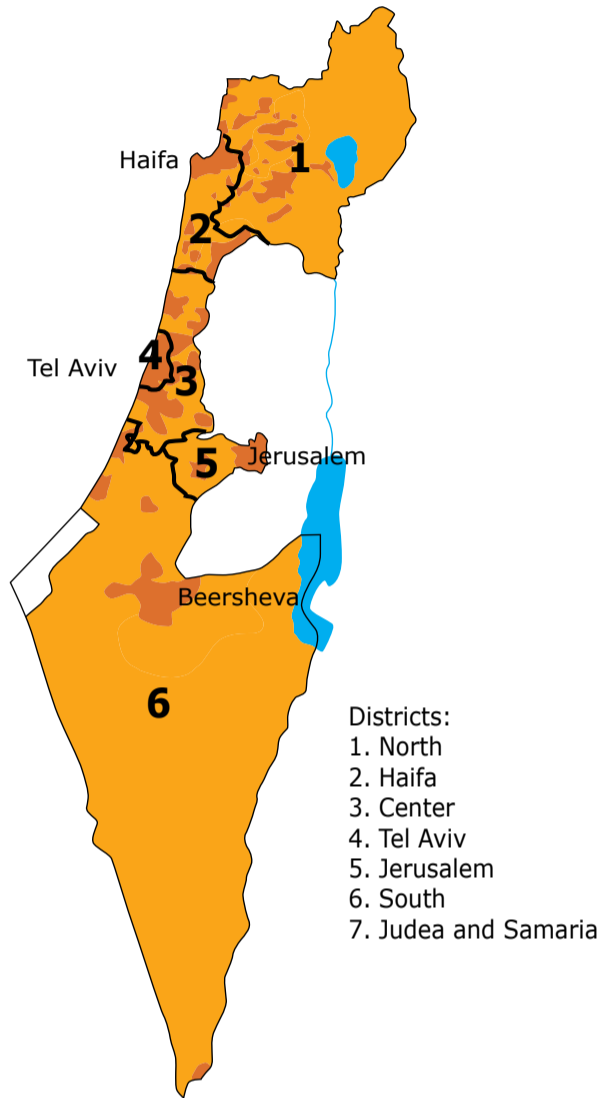 1
Haifa
2
4
Tel Aviv
3
Jerusalem
5
Beersheva
6
Districts:
1. North
2. Haifa
3. Center
4. Tel Aviv
5. Jerusalem
6. South
7. Judea and Samaria